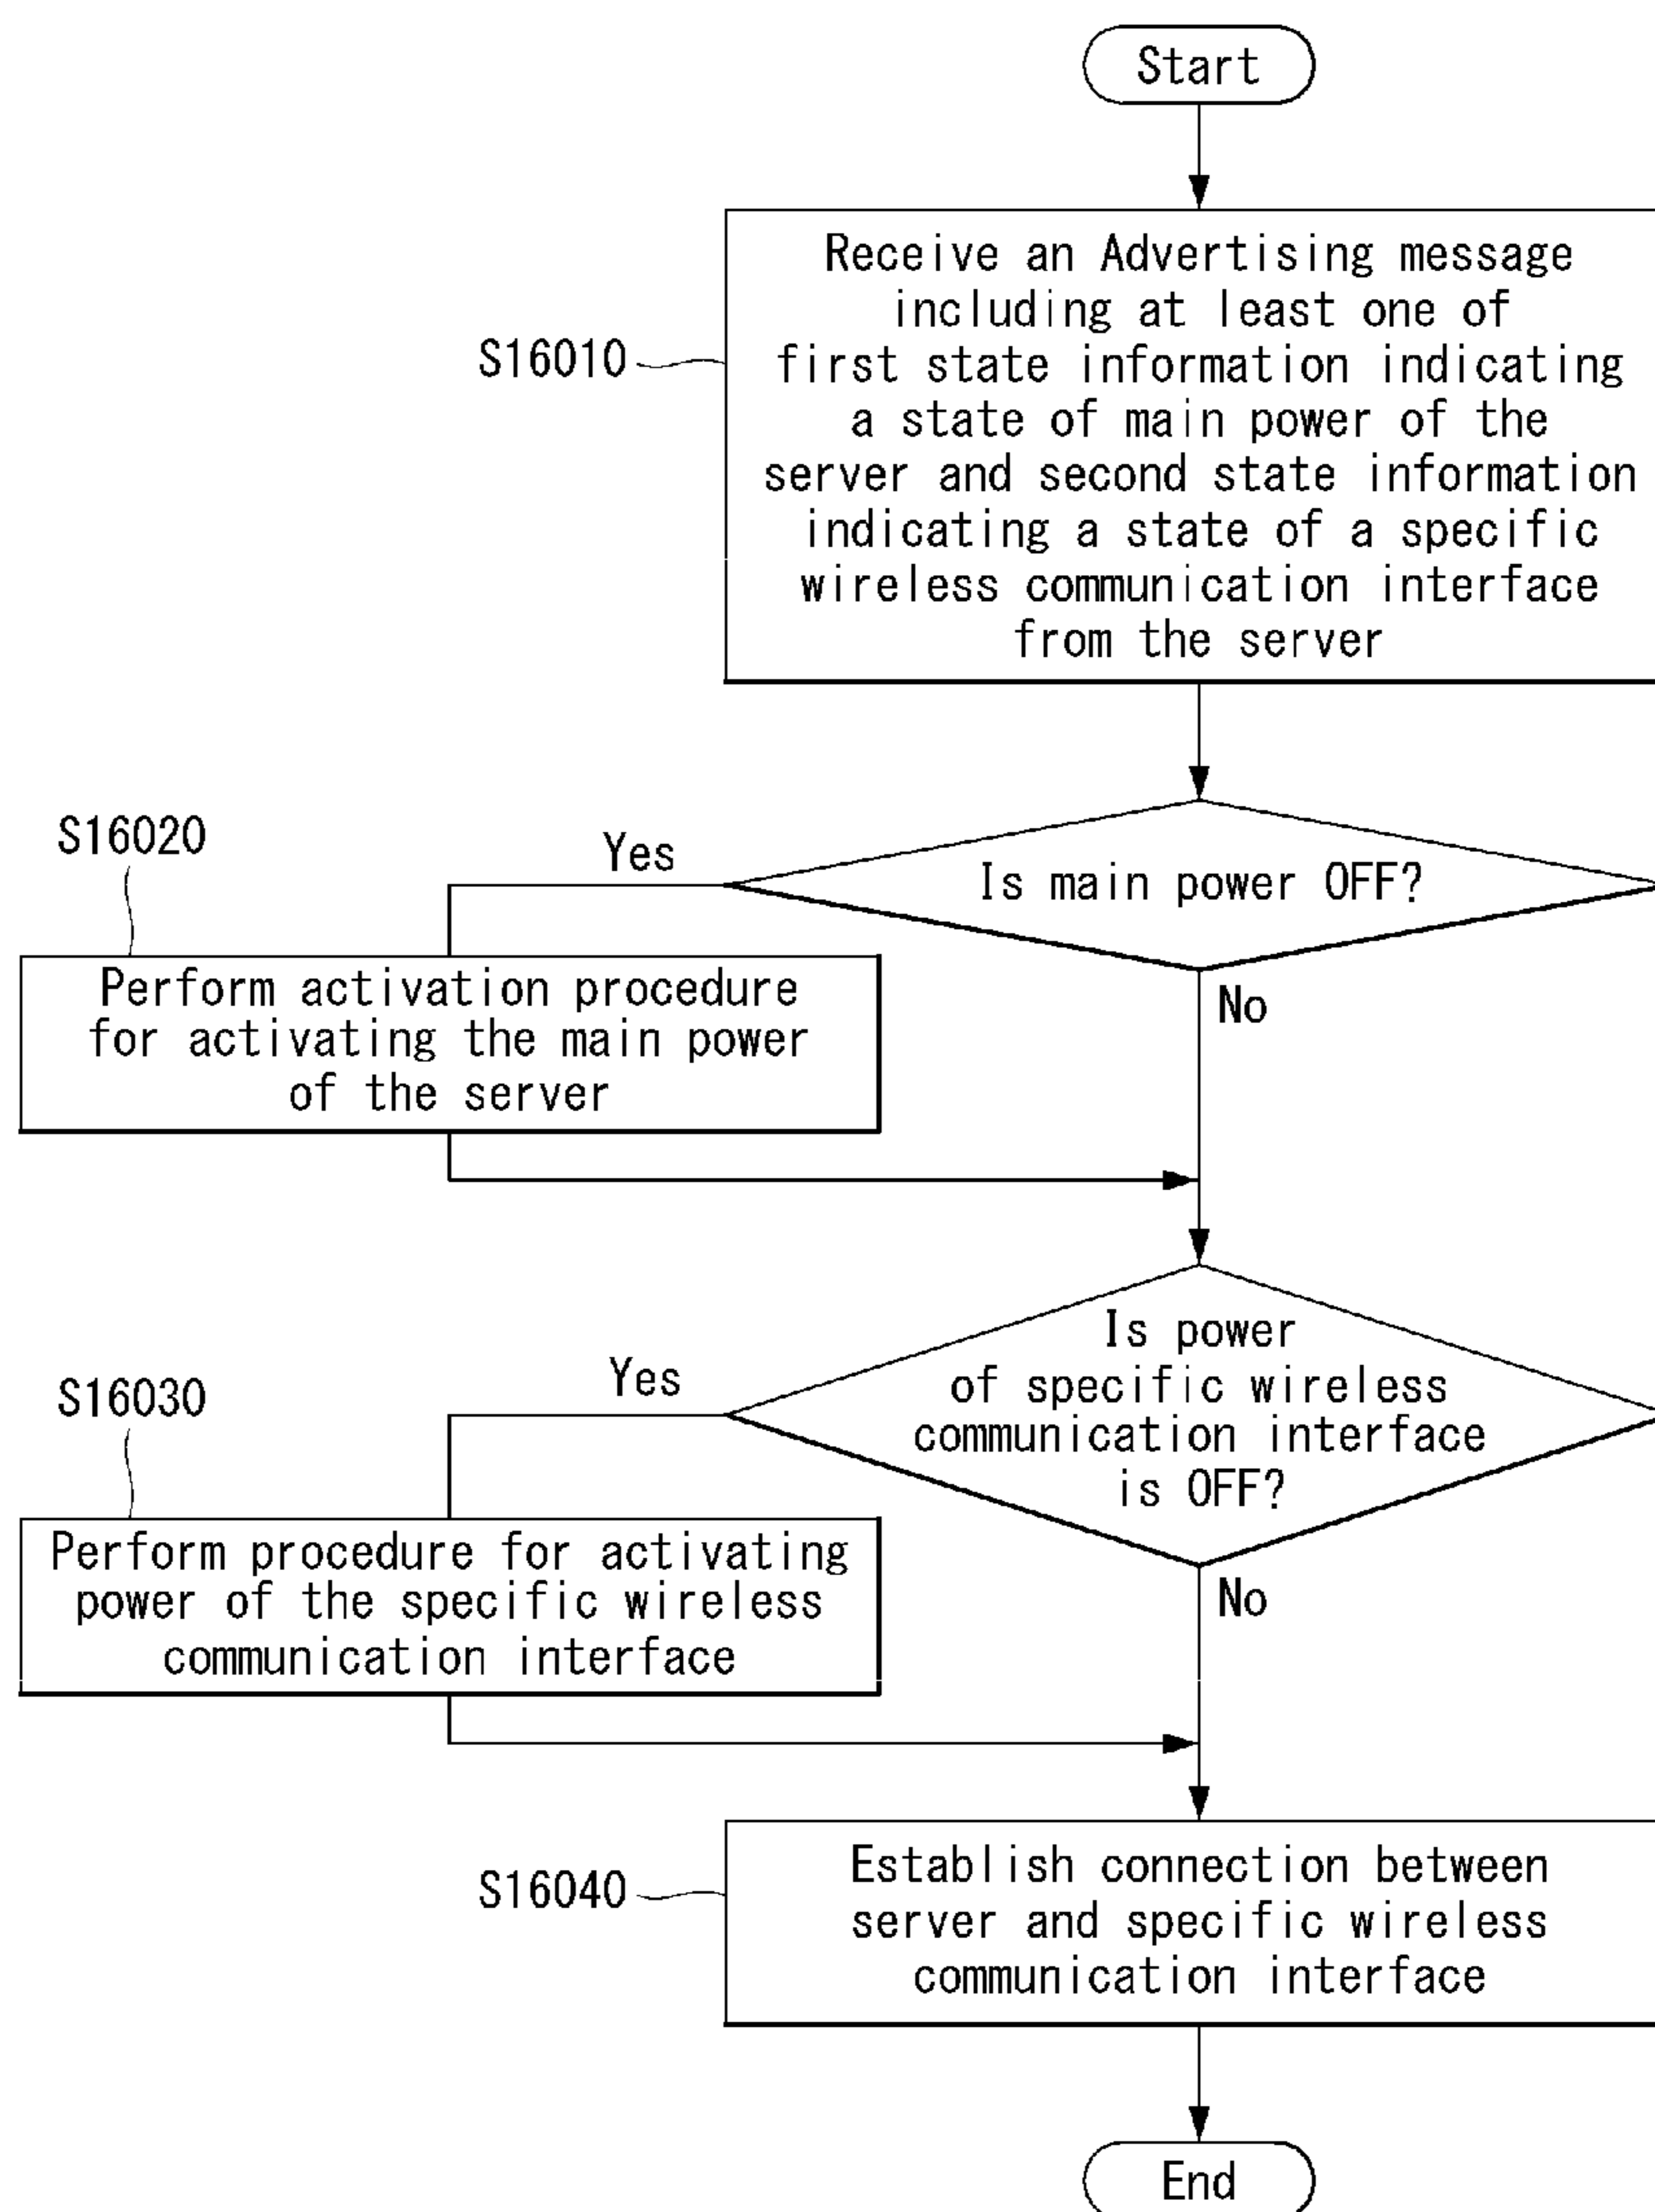 Start
Receive an Advertising message
including at least one of
first state information indicating
a state of main power of the
server and second state information
indicating a state of a specific
wireless communication interface
from the server
S16010
Is main power OFF?
Yes
No
S16020
Perform activation procedure
for activating the main power
of the server
Is power
of specific wireless
communication interface
is OFF?
Yes
No
S16030
Perform procedure for activating
power of the specific wireless
communication interface
S16040
Establish connection between
server and specific wireless
communication interface
End